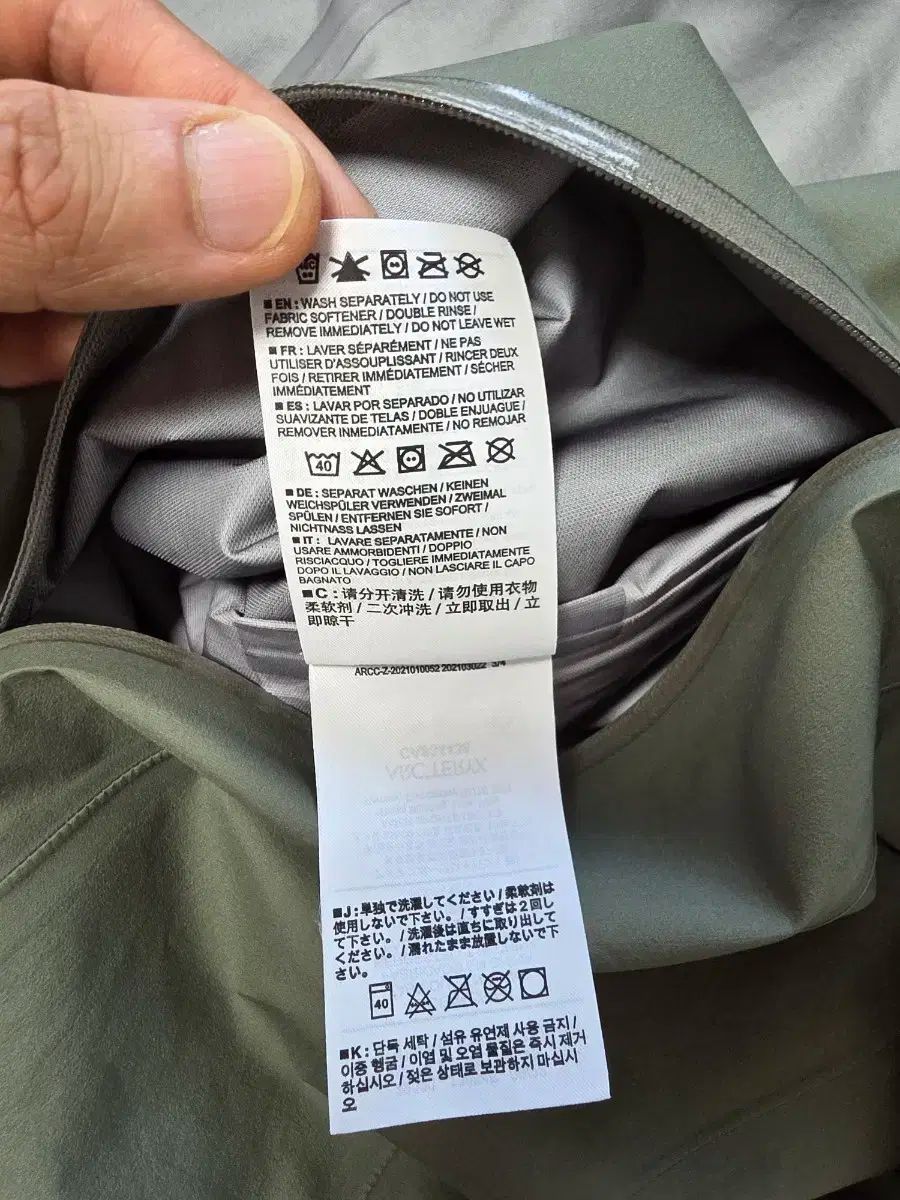 ■ EN : WASH SEPARATELY / DO NOT USE
FABRIC SOFTENER / DOUBLE RINSE /
REMOVE IMMEDIATELY / DO NOT LEAVE WET
■ FR : LAVER SÉPARÉMENT / NE PAS
UTILISER D'ASSOUPLISSANT / RINCER DEUX
FOIS / RETIRER IMMÉDIATEMENT / SÉCHER
IMMÉDIATEMENT
■ ES : LAVAR POR SEPARADO / NO UTILIZAR
SUAVIZANTE DE TELAS / DOBLE ENJUAGUE /
REMOVER INMEDIATAMENTE / NO REMOJAR
40
■ DE : SEPARAT WASCHEN / KEINEN
WEICHSPÜLER VERWENDEN / ZWEIMAL
SPÜLEN / ENTFERNEN SIE SOFORT /
NICHTNASS LASSEN
■ IT : LAVARE SEPARATAMENTE / NON
USARE AMMORBIDENTI / DOPPIO
RISCIACQUO / TOGLIERE IMMEDIATAMENTE
DOPO IL LAVAGGIO / NON LASCIARE IL CAPO
BAGNATO
■ C : 请分开清洗 / 请勿使用衣物
柔软剂 / 二次冲洗 / 立即取出 / 立
即晾干
ARCC-Z-2021010052 202103022 3/4
■ J : 単独で洗濯してください / 柔軟剤は
使用しないで下さい。/ すすぎは２回し
て下さい。/ 洗濯後は直ちに取り出して
ください。/ 濡れたまま放置しないで下
さい。
40
■ K : 단독 세탁 / 섬유 유연제 사용 금지 /
이중 헹굼 / 이염 및 오염 물질은 즉시 제거
하십시오 / 젖은 상태로 보관하지 마십시
오